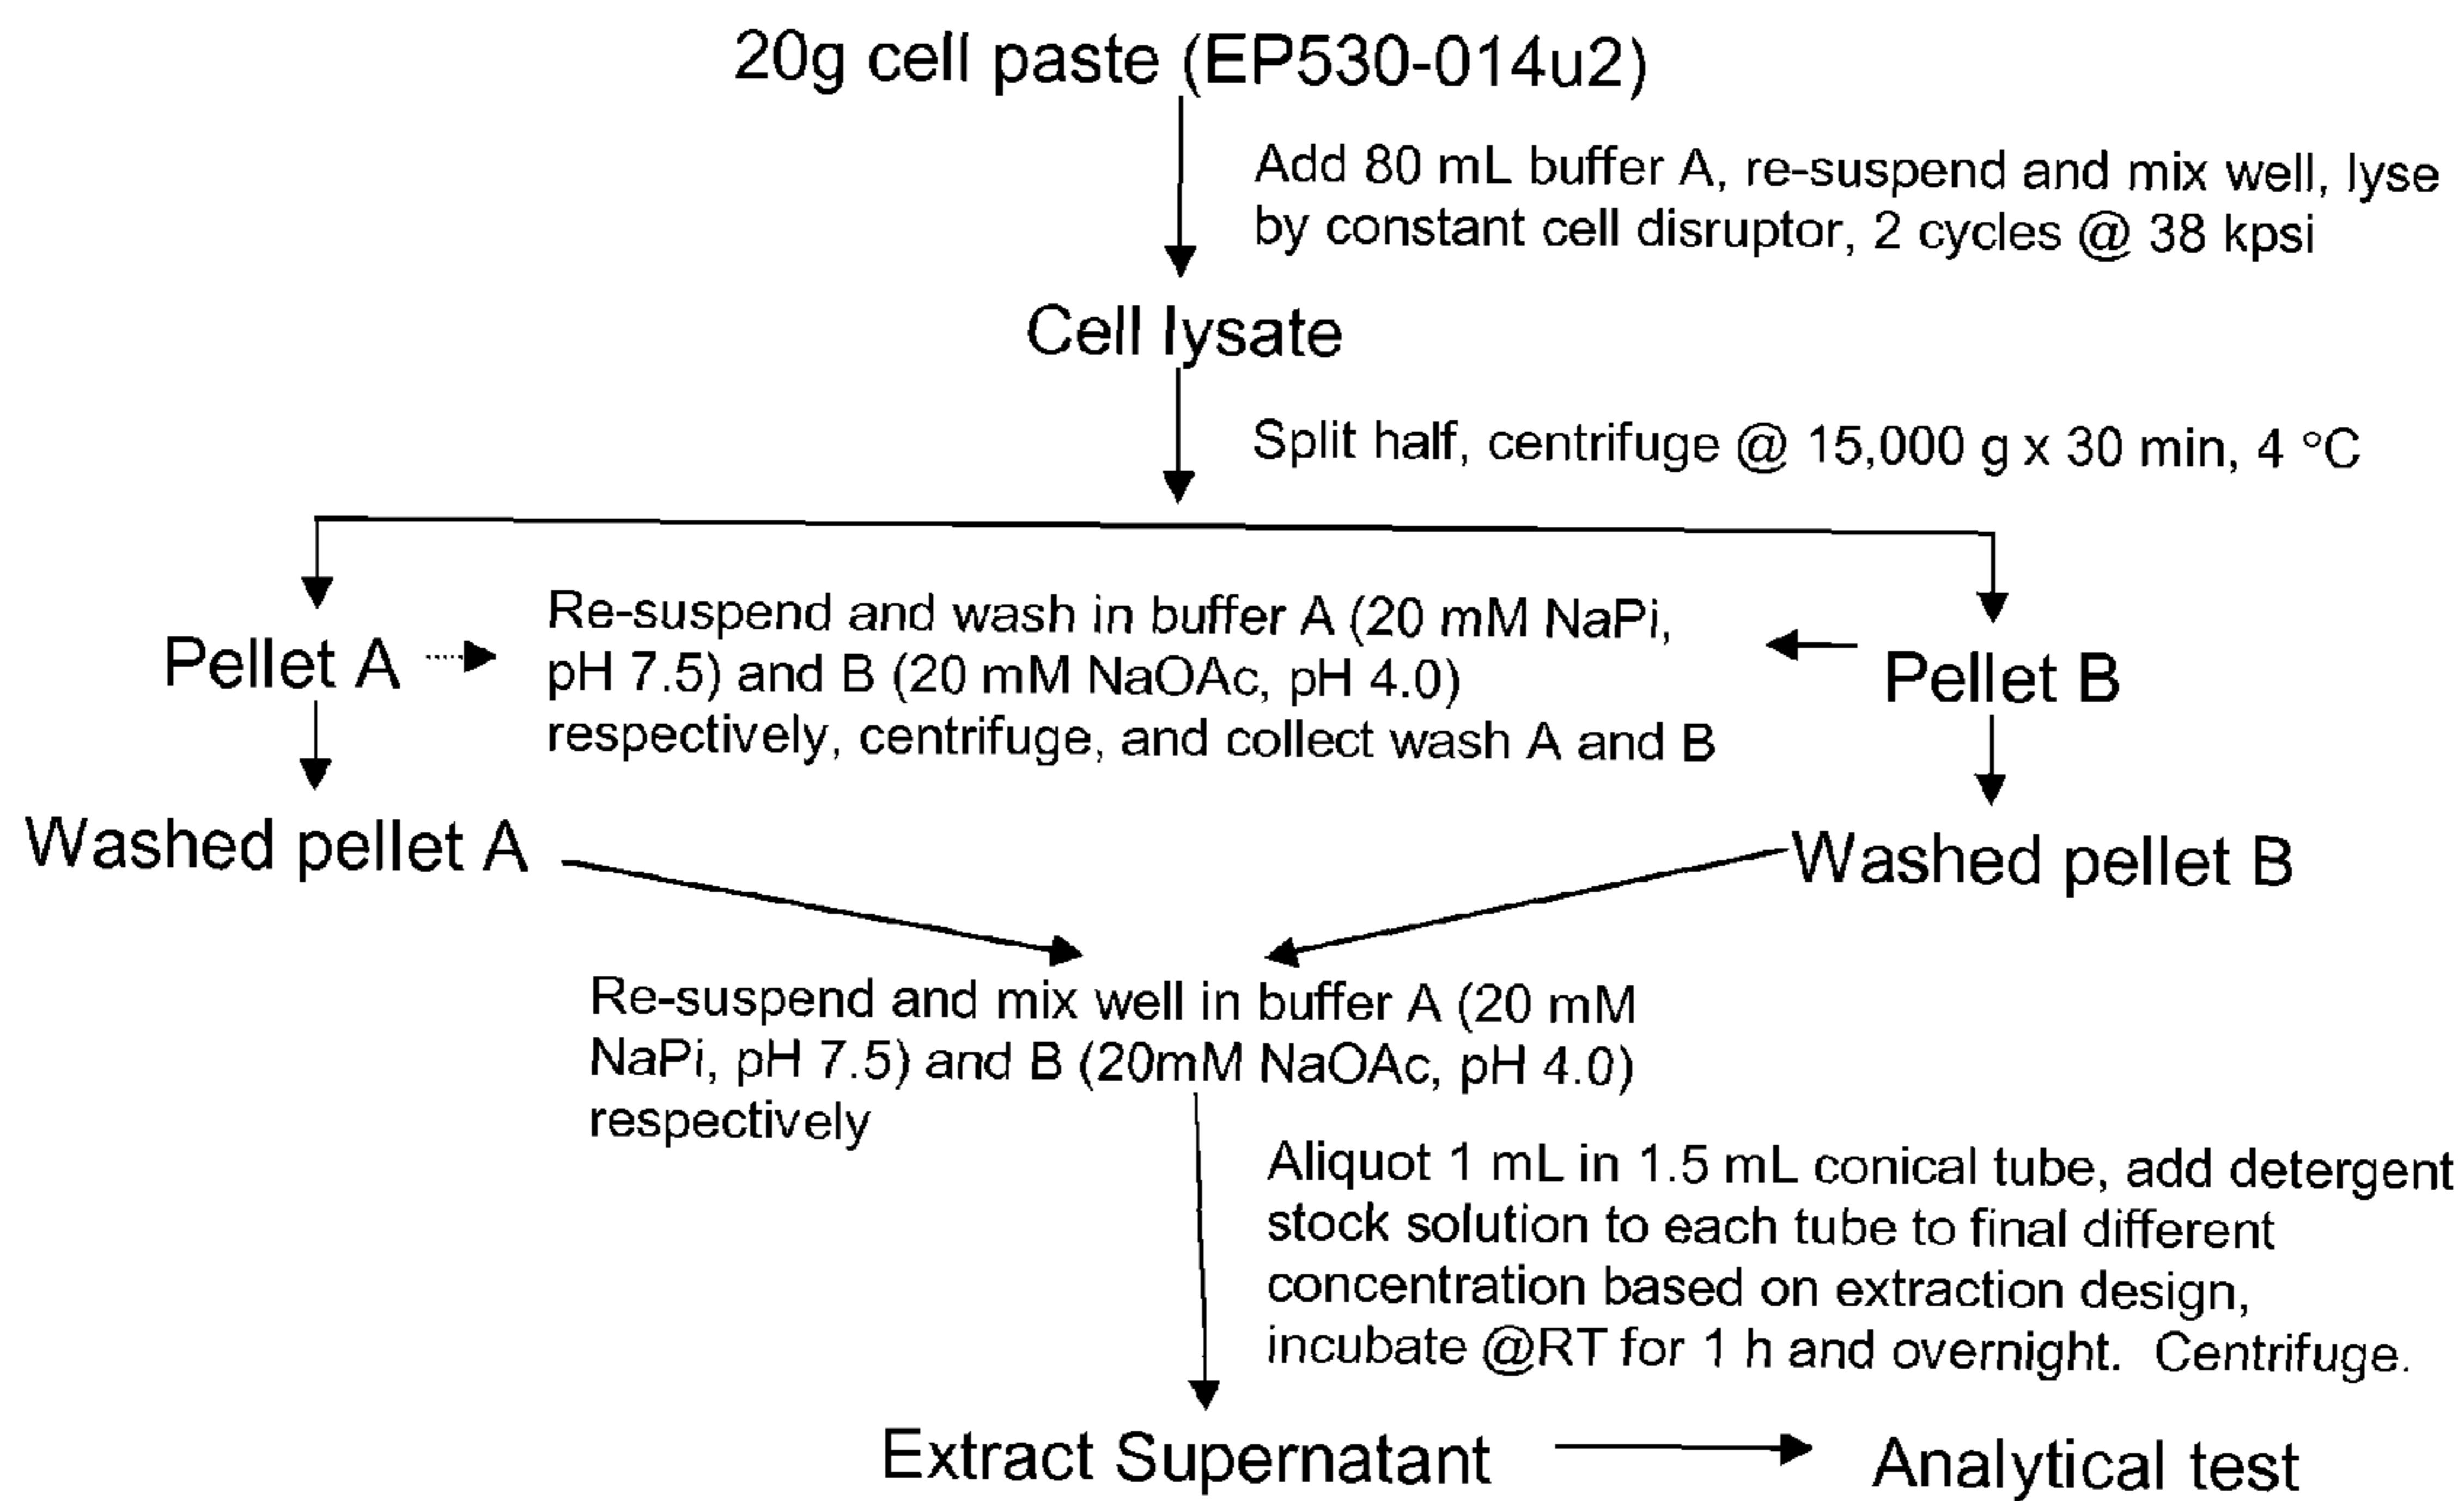 20g cell paste (EP530-014u2)
Add 80 mL buffer A, re-suspend and mix well, lyse
by constant cell disruptor, 2 cycles @ 38 kpsi
Cell lysate
Split half, centrifuge @ 15,000 g x 30 min, 4 °C
Pellet A
Re-suspend and wash in buffer A (20 mM NaPi,
pH 7.5) and B (20 mM NaOAc, pH 4.0)
respectively, centrifuge, and collect wash A and B
Pellet B
Washed pellet A
Washed pellet B
Re-suspend and mix well in buffer A (20 mM
NaPi, pH 7.5) and B (20mM NaOAc, pH 4.0)
respectively
Aliquot 1 mL in 1.5 mL conical tube, add detergent
stock solution to each tube to final different
concentration based on extraction design,
incubate @RT for 1 h and overnight. Centrifuge.
Extract Supernatant
Analytical test